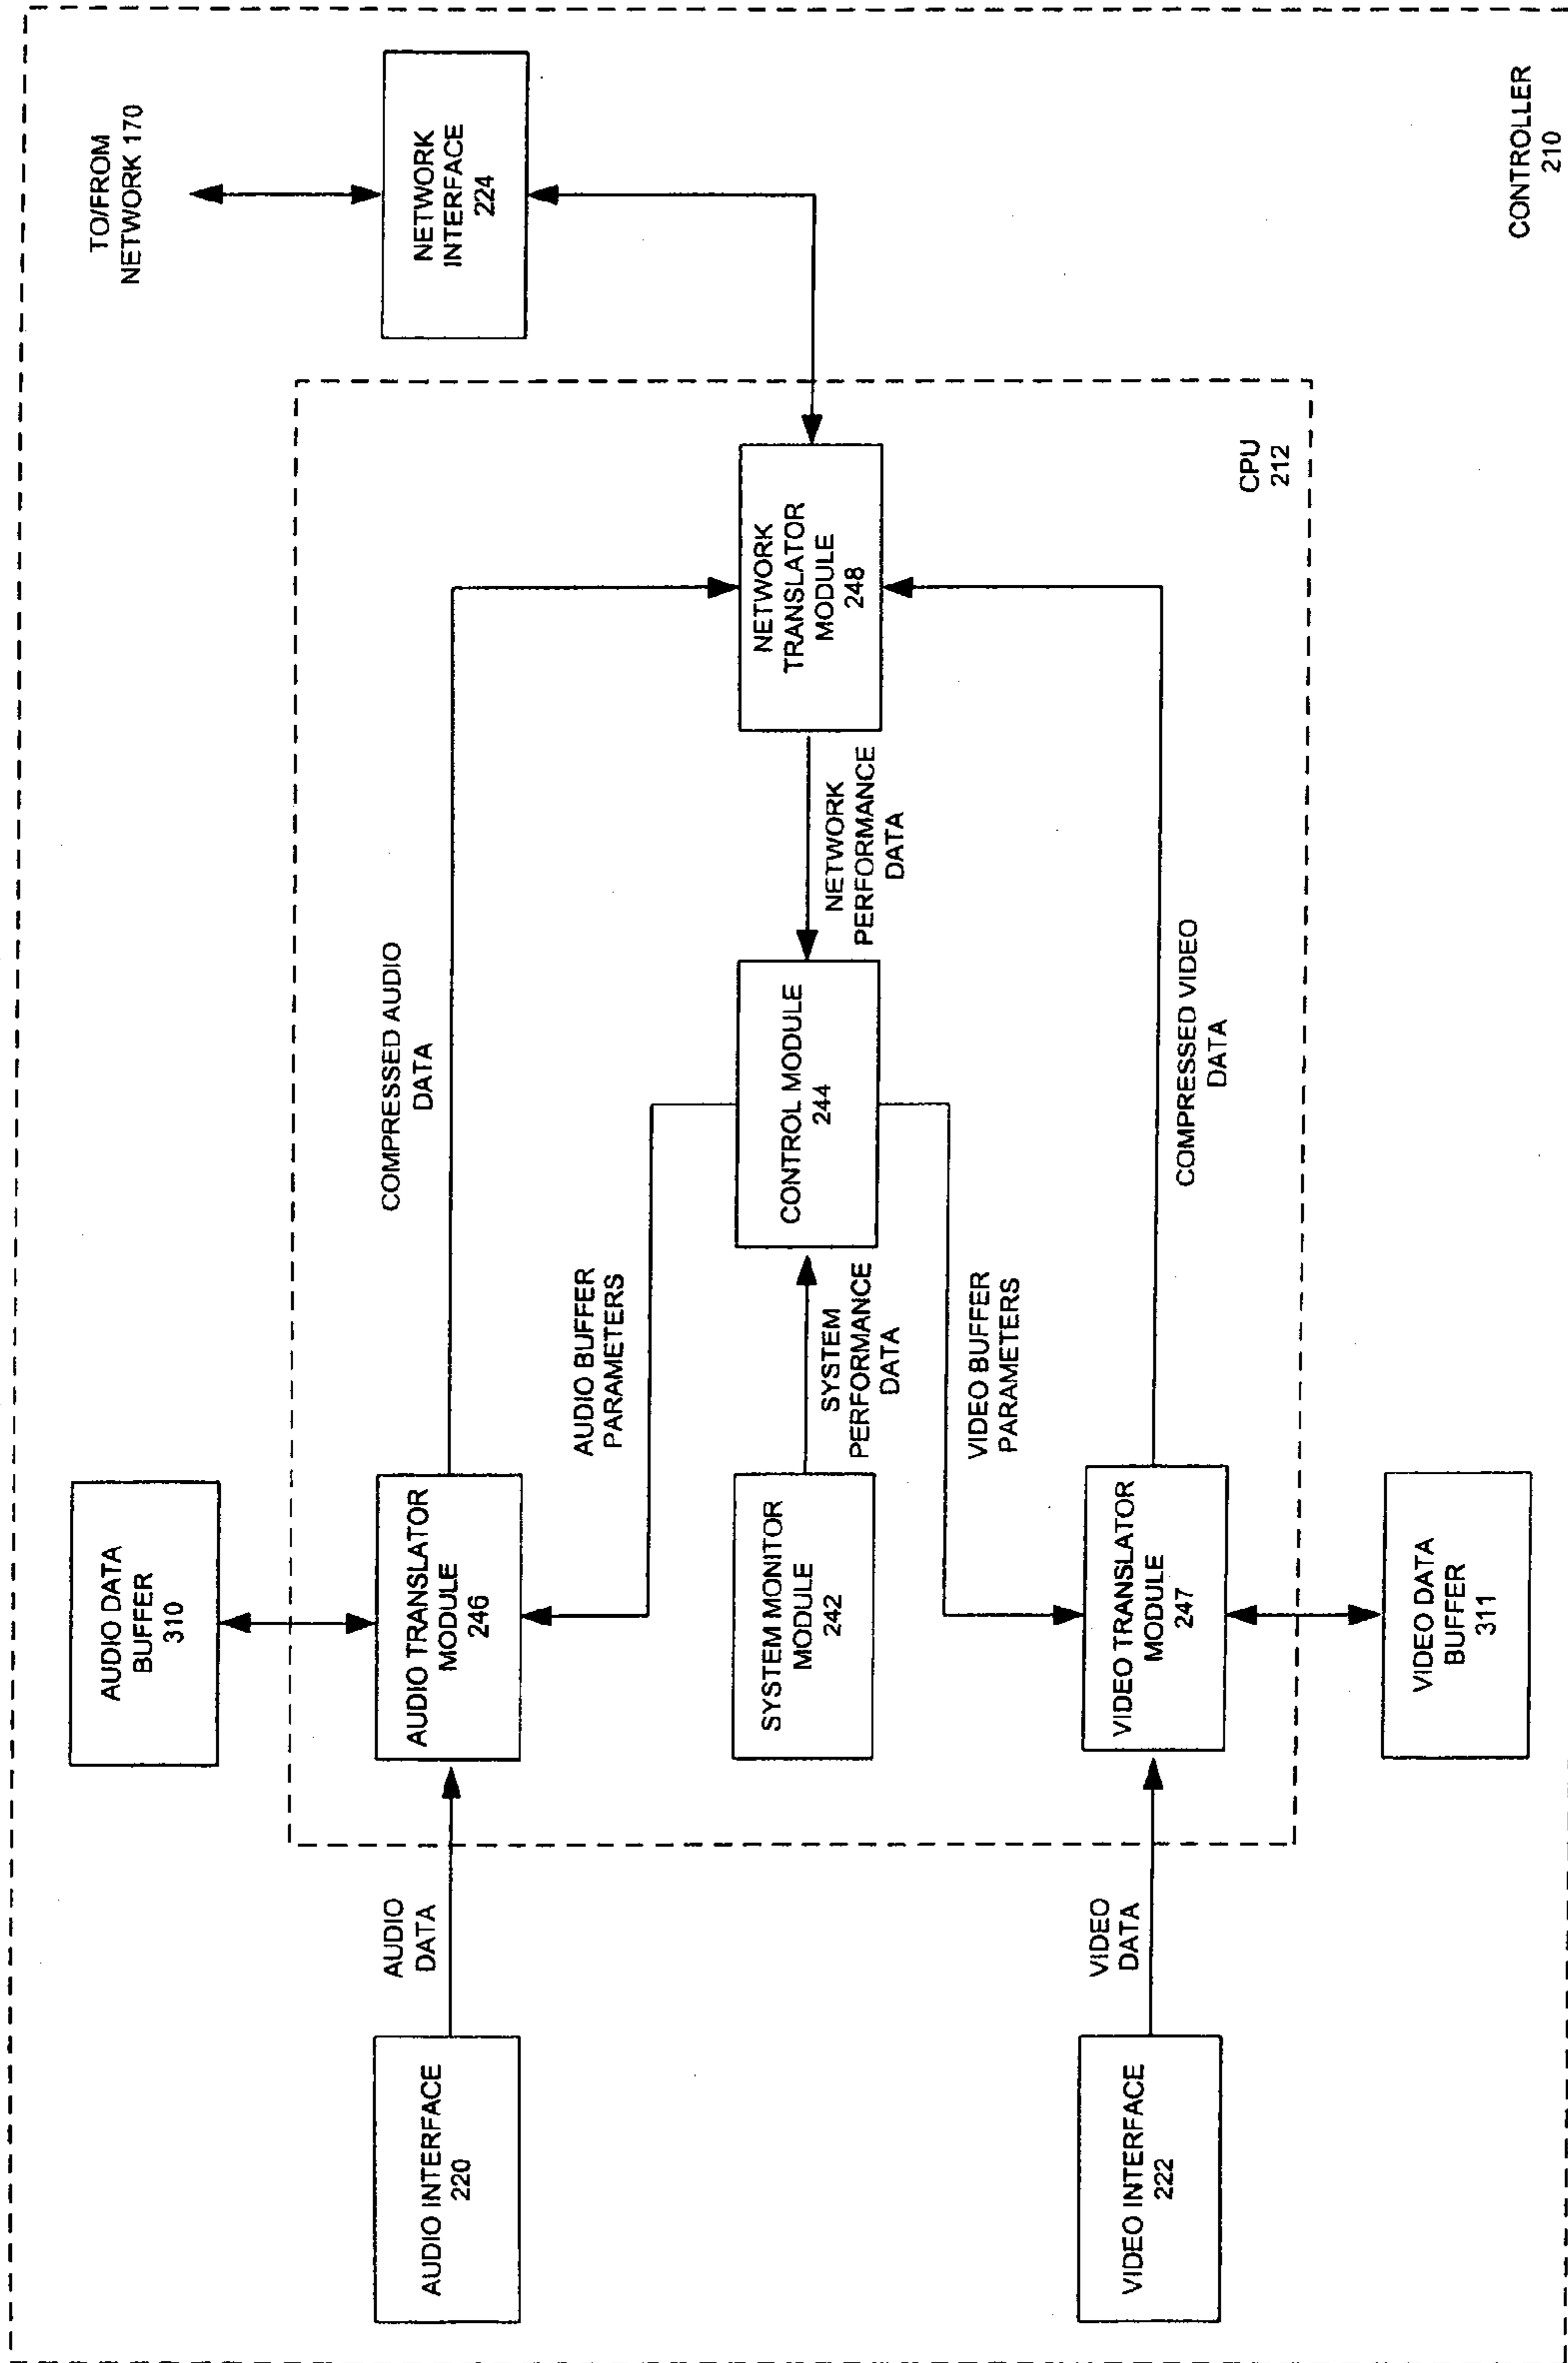 TO/FROM
NETWORK 170
AUDIO DATA
BUFFER
310
NETWORK
INTERFACE
224
AUDIO INTERFACE
220
AUDIO
DATA
AUDIO TRANSLATOR
MODULE
246
COMPRESSED AUDIO
DATA
AUDIO BUFFER
PARAMETERS
SYSTEM MONITOR
MODULE
242
SYSTEM
PERFORMANCE
DATA
CONTROL MODULE
244
NETWORK
PERFORMANCE
DATA
NETWORK
TRANSLATOR
MODULE
248
VIDEO BUFFER
PARAMETERS
VIDEO INTERFACE
222
VIDEO
DATA
VIDEO TRANSLATOR
MODULE
247
COMPRESSED VIDEO
DATA
CPU
212
VIDEO DATA
BUFFER
311
CONTROLLER
210